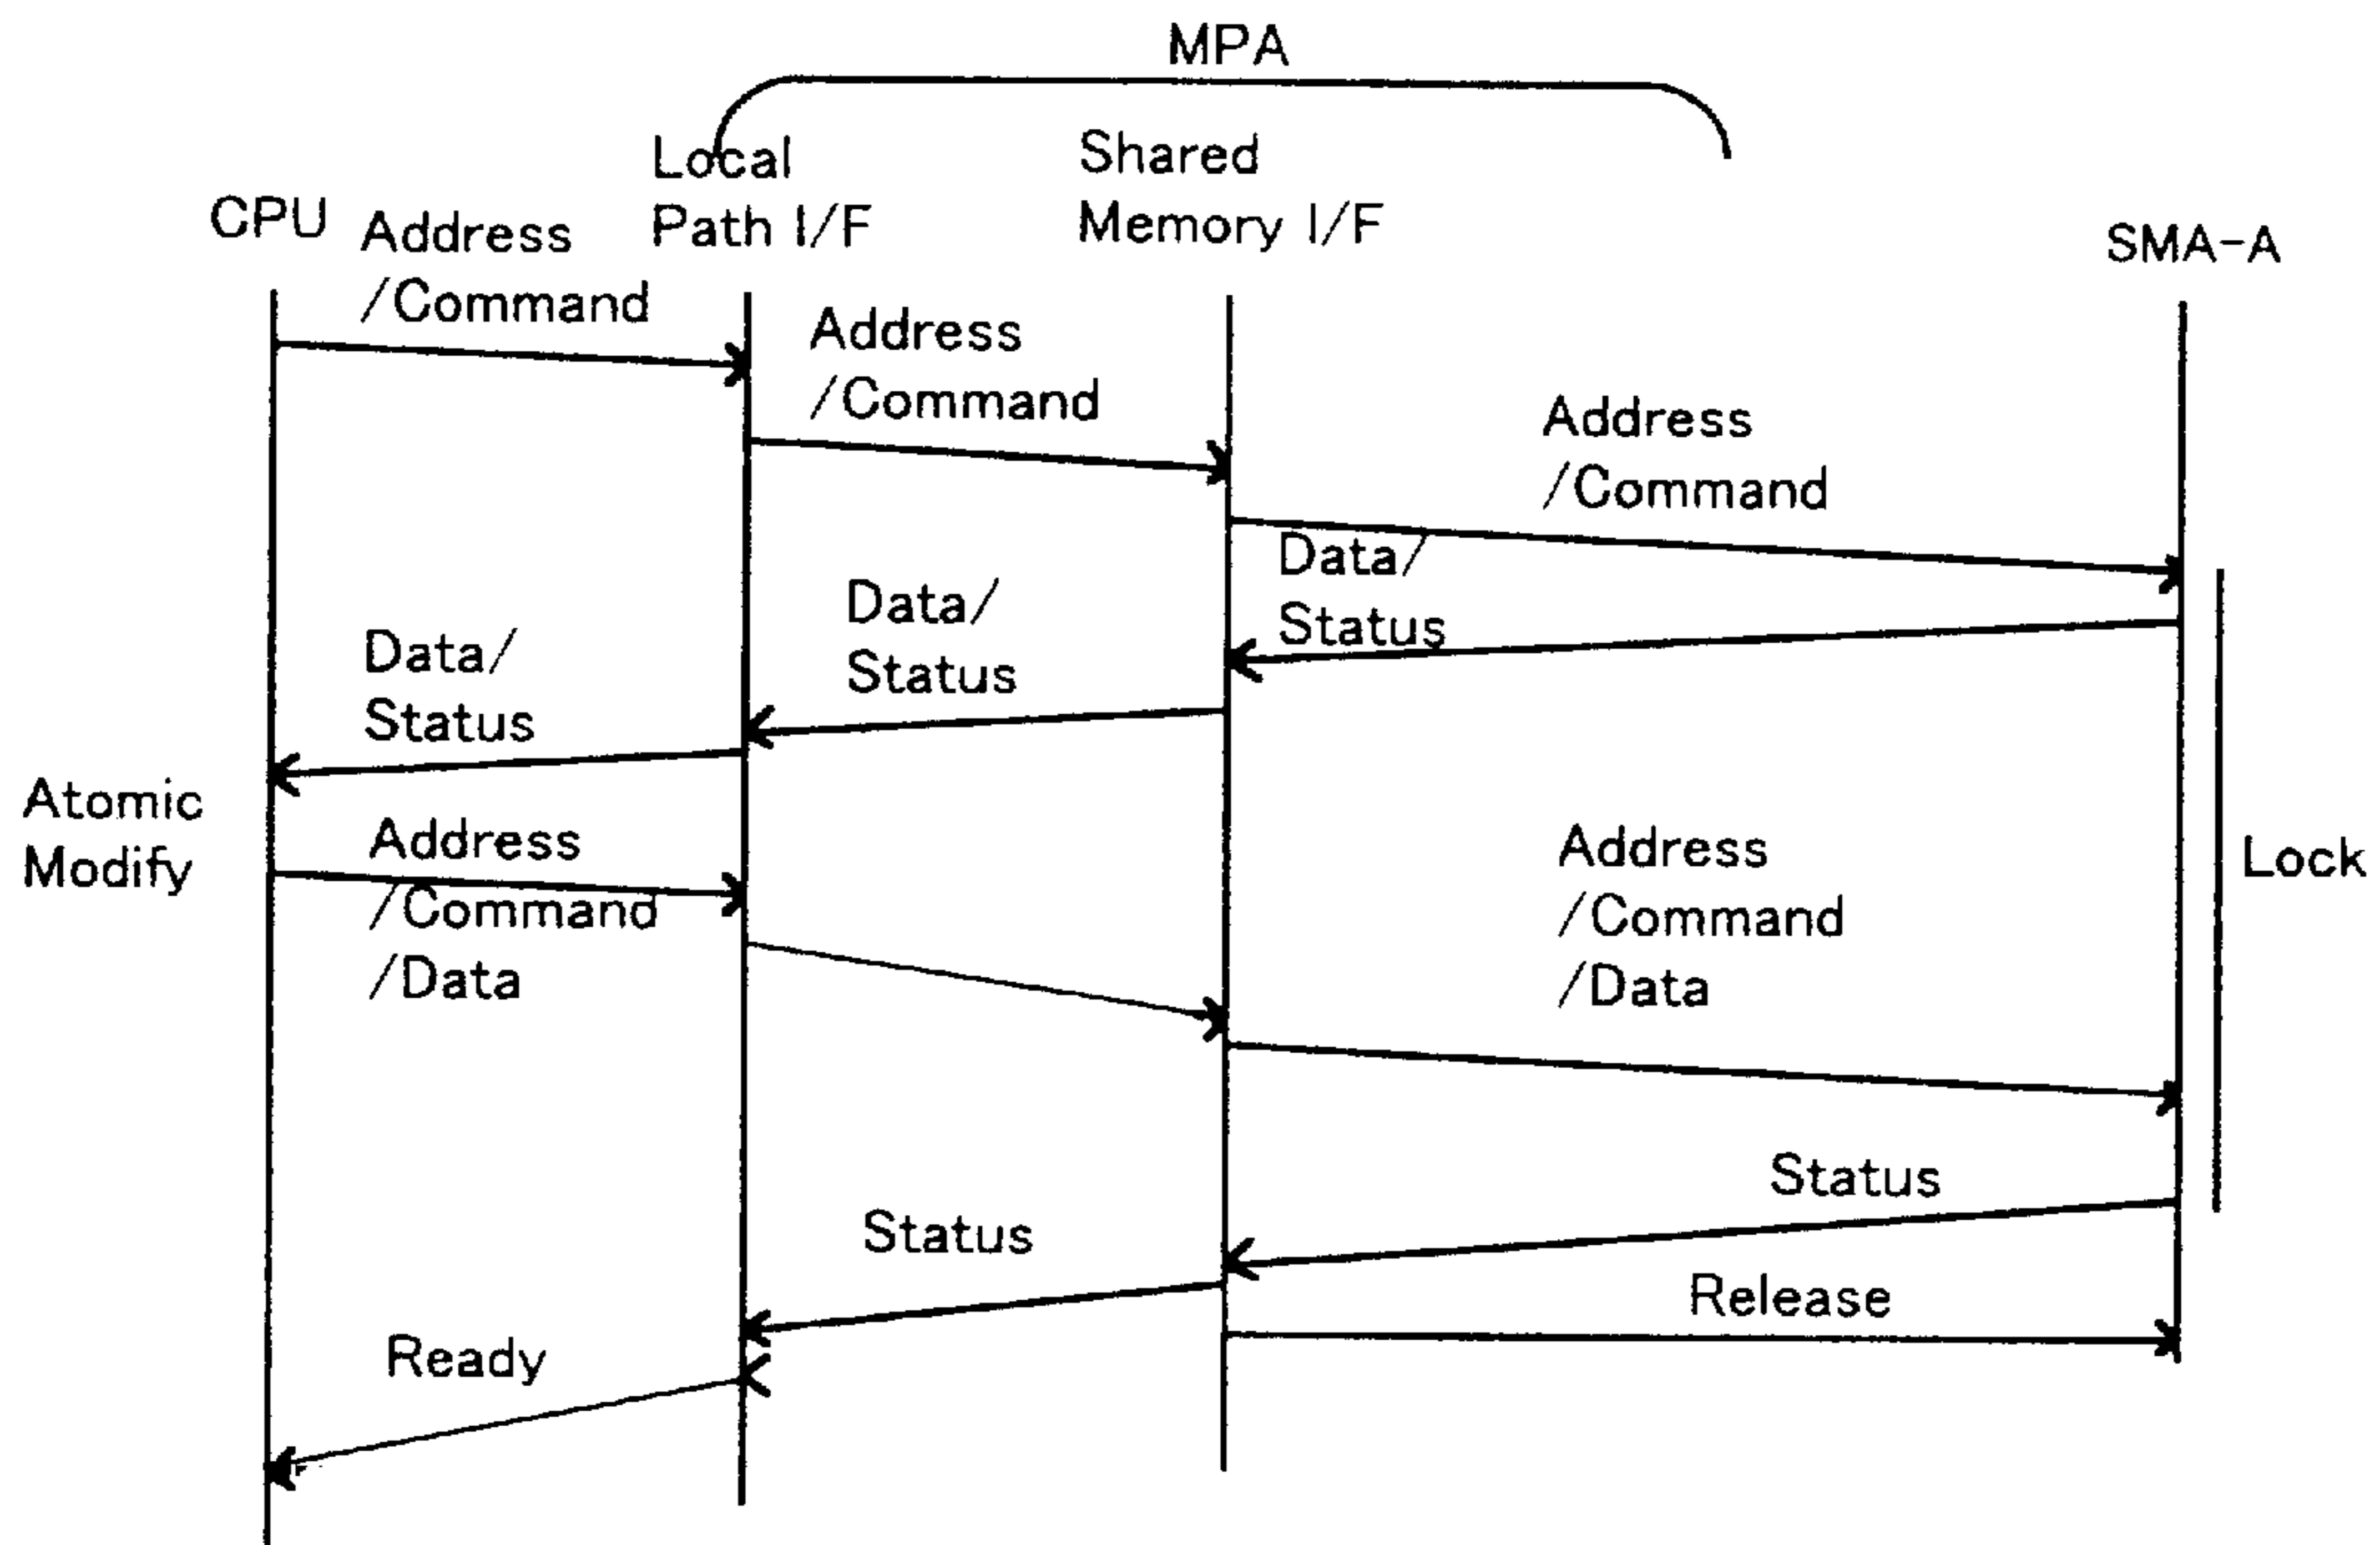 MPA
Local
Path I/F
Shared
Memory I/F
CPU
SMA-A
Address
/Command
Address
/Command
Address
/Command
Data/
Status
Data/
Status
Data/
Status
Atomic
Modify
Address
/Command
/Data
Address
/Command
/Data
Lock
Status
Status
Release
Ready